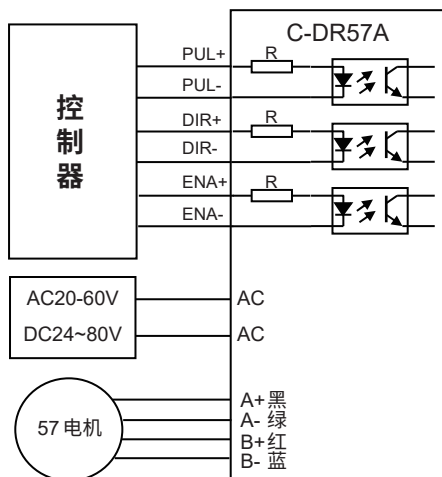 C-DR57A
控制器
PUL+
R
PUL-
DIR+
R
DIR-
ENA+
R
ENA-
AC20-60V
AC
DC24~80V
AC
57电机
A+黑
A-绿
B+红
B-蓝